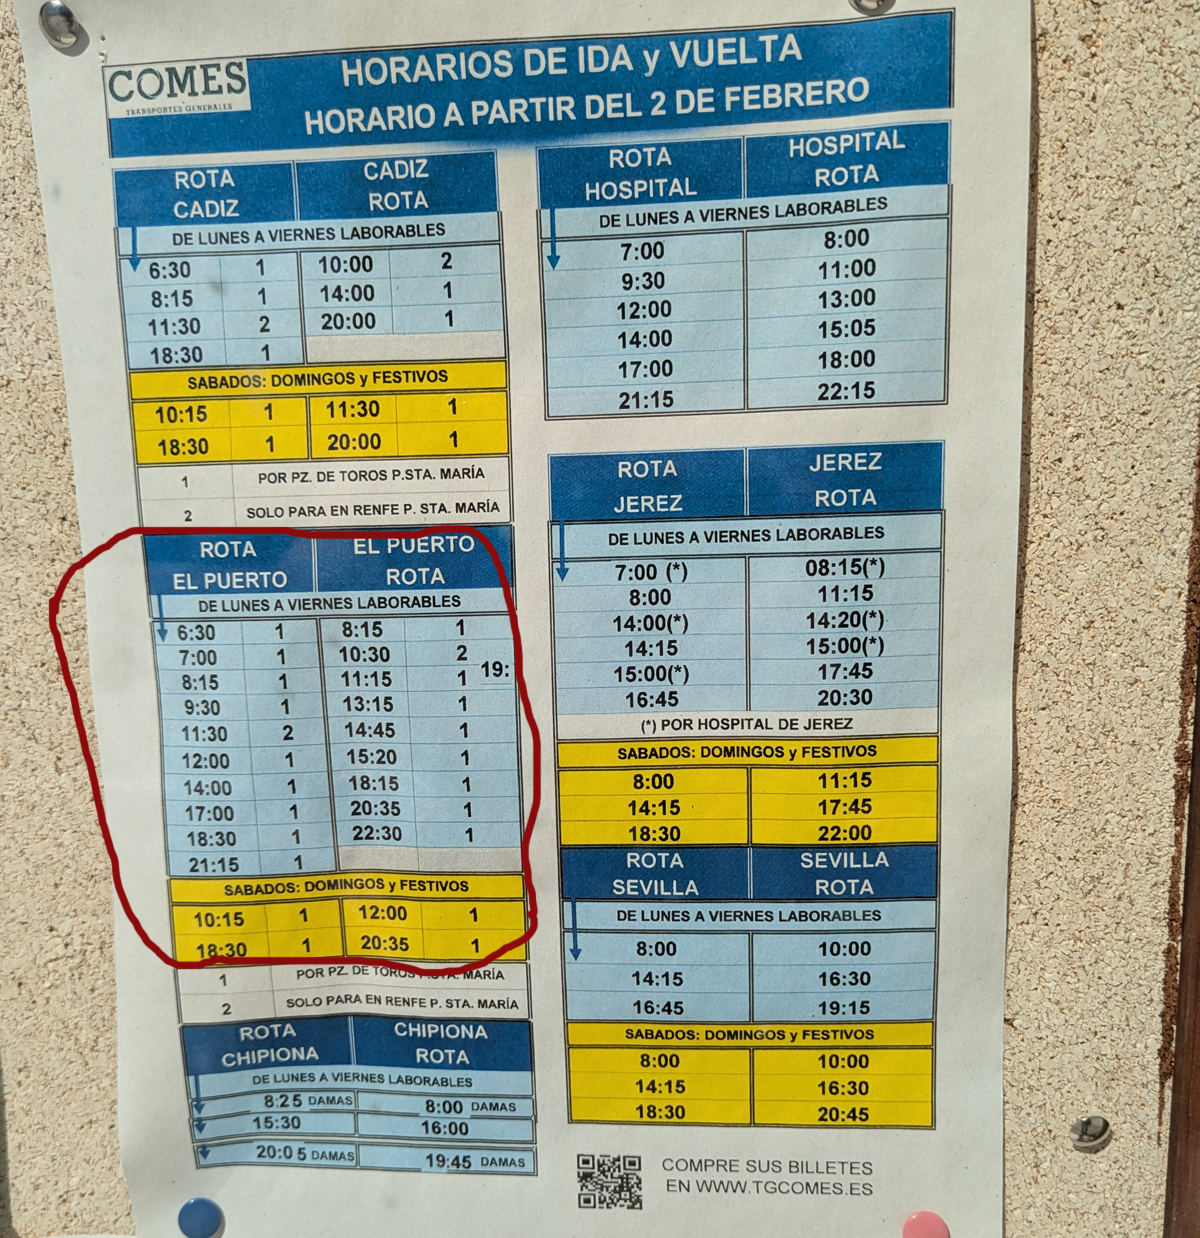 COMES
TRANSPORTES GENERALES
HORARIOS DE IDA y VUELTA
HORARIO A PARTIR DEL 2 DE FEBRERO
ROTA CADIZ
CADIZ ROTA
DE LUNES A VIERNES LABORABLES
6:30 1 10:00 2
8:15 1 14:00 1
11:30 2 20:00 1
18:30 1
SABADOS: DOMINGOS y FESTIVOS
10:15 1 11:30 1
18:30 1 20:00 1
1 POR PZ. DE TOROS P.STA. MARÍA
2 SOLO PARA EN RENFE P. STA. MARÍA
ROTA EL PUERTO
EL PUERTO ROTA
DE LUNES A VIERNES LABORABLES
6:30 1 8:15 1
7:00 1 10:30 2
8:15 1 11:15 1 19:
9:30 1 13:15 1
11:30 2 14:45 1
12:00 1 15:20 1
14:00 1 18:15 1
17:00 1 20:35 1
18:30 1 22:30 1
21:15 1
SABADOS: DOMINGOS y FESTIVOS
10:15 1 12:00 1
18:30 1 20:35 1
1 POR PZ. DE TOROS P.STA. MARÍA
2 SOLO PARA EN RENFE P. STA. MARÍA
ROTA CHIPIONA
CHIPIONA ROTA
DE LUNES A VIERNES LABORABLES
8:25 DAMAS 8:00 DAMAS
15:30 16:00
20:05 DAMAS 19:45 DAMAS
ROTA HOSPITAL
HOSPITAL ROTA
DE LUNES A VIERNES LABORABLES
7:00 8:00
9:30 11:00
12:00 13:00
14:00 15:05
17:00 18:00
21:15 22:15
ROTA JEREZ
JEREZ ROTA
DE LUNES A VIERNES LABORABLES
7:00 (*) 08:15(*)
8:00 11:15
14:00(*) 14:20(*)
14:15 15:00(*)
15:00(*) 17:45
16:45 20:30
(*) POR HOSPITAL DE JEREZ
SABADOS: DOMINGOS y FESTIVOS
8:00 11:15
14:15 17:45
18:30 22:00
ROTA SEVILLA
SEVILLA ROTA
DE LUNES A VIERNES LABORABLES
8:00 10:00
14:15 16:30
16:45 19:15
SABADOS: DOMINGOS y FESTIVOS
8:00 10:00
14:15 16:30
18:30 20:45
COMPRE SUS BILLETES
EN WWW.TGCOMES.ES